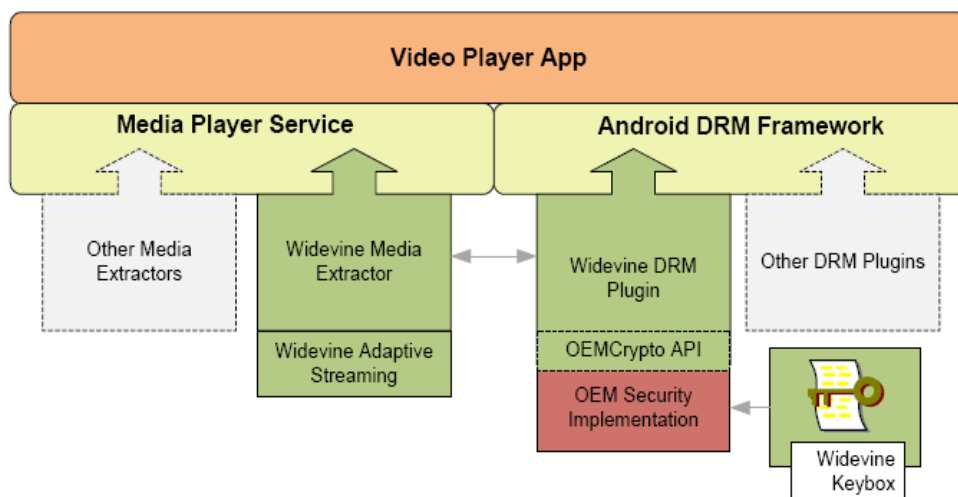 Video Player App
Media Player Service
Android DRM Framework
Other Media
Extractors
Widevine Media
Extractor
Widevine DRM
Plugin
Other DRM Plugins
Widevine Adaptive
Streaming
OEMCrypto API
OEM Security
Implementation
Widevine
Keybox